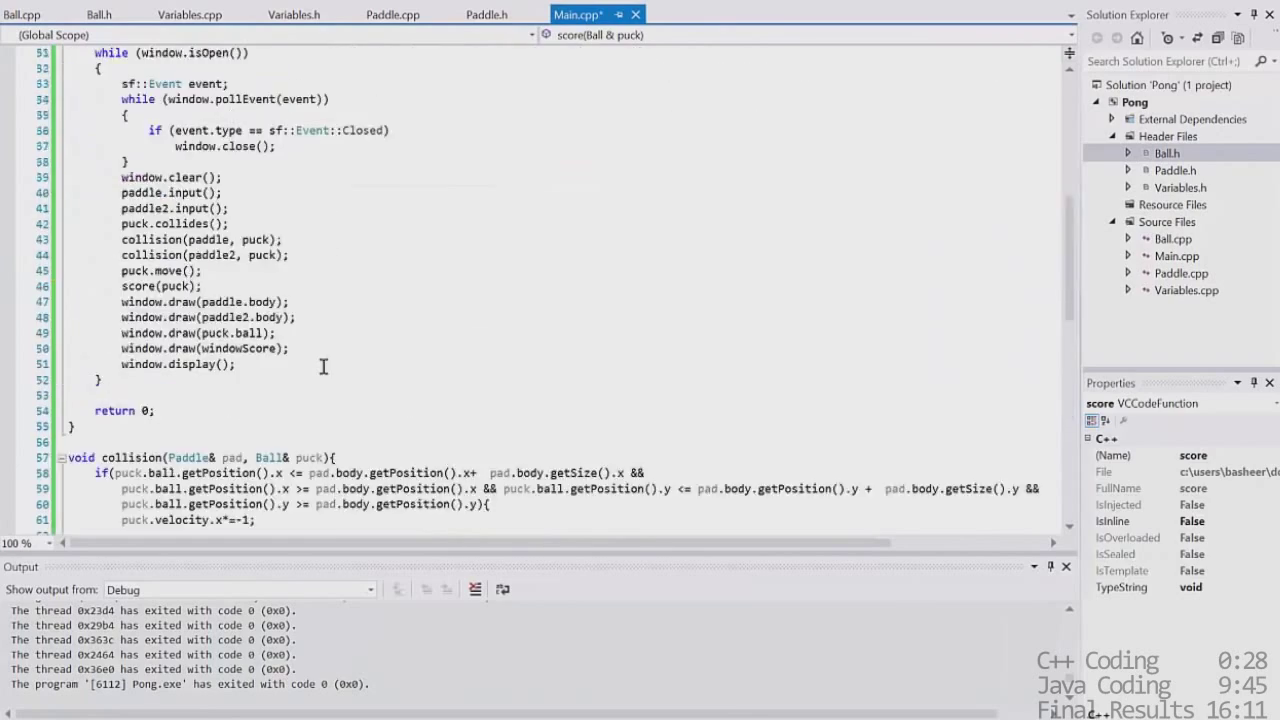 Ball.cpp Ball.h Variables.cpp Variables.h Paddle.cpp Paddle.h Main.cpp*
(Global Scope) score(Ball & puck)
31 while (window.isOpen())
32 {
33 sf::Event event;
34 while (window.pollEvent(event))
35 {
36 if (event.type == sf::Event::Closed)
37 window.close();
38 }
39 window.clear();
40 paddle.input();
41 paddle2.input();
42 puck.collides();
43 collision(paddle, puck);
44 collision(paddle2, puck);
45 puck.move();
46 score(puck);
47 window.draw(paddle.body);
48 window.draw(paddle2.body);
49 window.draw(puck.ball);
50 window.draw(windowScore);
51 window.display();
52 }
53
54 return 0;
55 }
56
57 void collision(Paddle& pad, Ball& puck){
58 if(puck.ball.getPosition().x <= pad.body.getPosition().x+ pad.body.getSize().x &&
59 puck.ball.getPosition().x >= pad.body.getPosition().x && puck.ball.getPosition().y <= pad.body.getPosition().y + pad.body.getSize().y &&
60 puck.ball.getPosition().y >= pad.body.getPosition().y){
61 puck.velocity.x*=-1;
100 %
Output
Show output from: Debug
The thread 0x23d4 has exited with code 0 (0x0).
The thread 0x29b4 has exited with code 0 (0x0).
The thread 0x363c has exited with code 0 (0x0).
The thread 0x2464 has exited with code 0 (0x0).
The thread 0x36e0 has exited with code 0 (0x0).
The program '[6112] Pong.exe' has exited with code 0 (0x0).
Solution Explorer
Search Solution Explorer (Ctrl+;)
Solution 'Pong' (1 project)
Pong
External Dependencies
Header Files
Ball.h
Paddle.h
Variables.h
Resource Files
Source Files
Ball.cpp
Main.cpp
Paddle.cpp
Variables.cpp
Properties
score VCCodeFunction
C++
(Name) score
File c:\users\basheer\do
FullName score
IsInjected False
IsInline False
IsOverloaded False
IsSealed False
IsTemplate False
TypeString void
C++ Coding 0:28
Java Coding 9:45
Final Results 16:11
C++